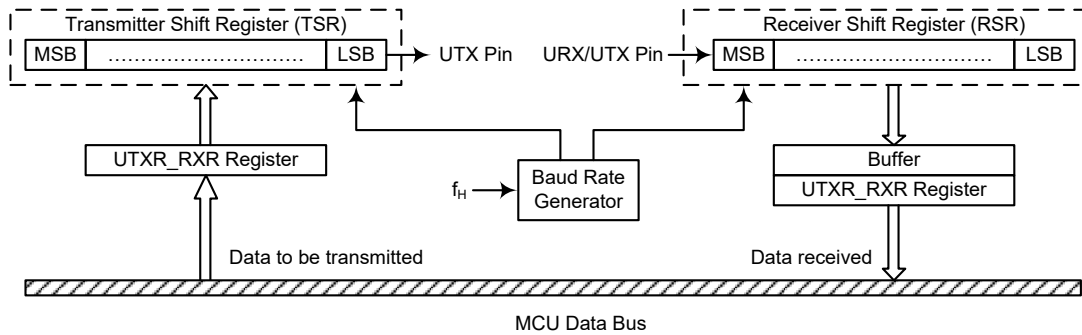 Transmitter Shift Register (TSR)
MSB ………………………… LSB
UTX Pin
URX/UTX Pin
Receiver Shift Register (RSR)
MSB ………………………… LSB
UTXR_RXR Register
fH
Baud Rate
Generator
Buffer
UTXR_RXR Register
Data to be transmitted
Data received
MCU Data Bus